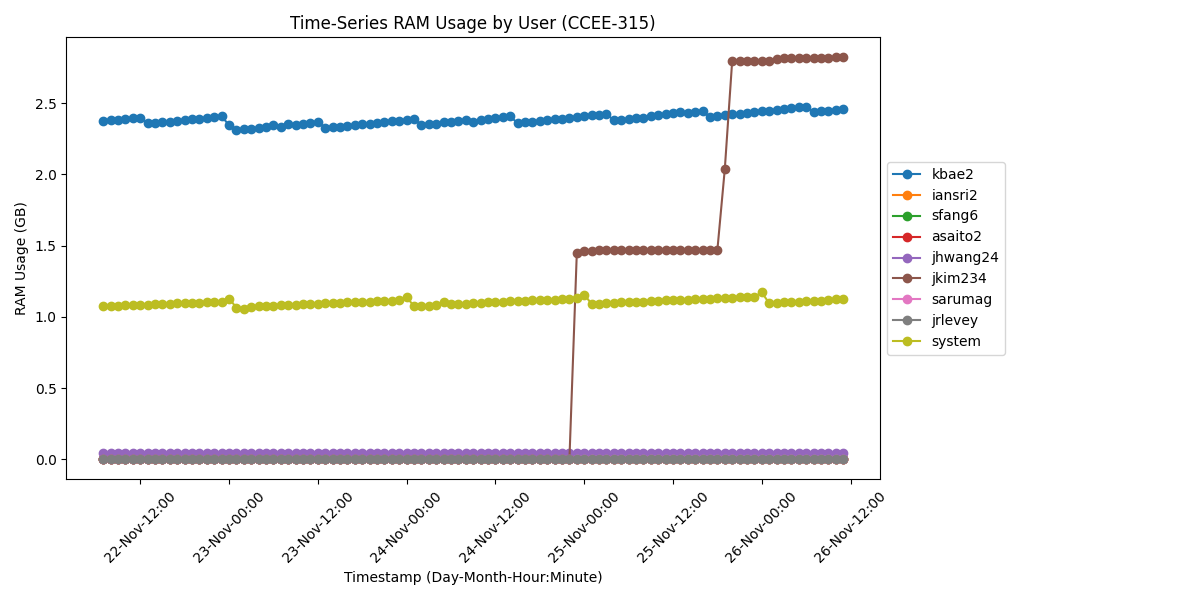 Time-Series RAM Usage by User (CCEE-315)
RAM Usage (GB)
2.5
2.0
1.5
1.0
0.5
0.0
22-Nov-12:00
23-Nov-00:00
23-Nov-12:00
24-Nov-00:00
24-Nov-12:00
25-Nov-00:00
25-Nov-12:00
26-Nov-00:00
26-Nov-12:00
Timestamp (Day-Month-Hour:Minute)
kbae2
iansri2
sfang6
asaito2
jhwang24
jkim234
sarumag
jrlevey
system